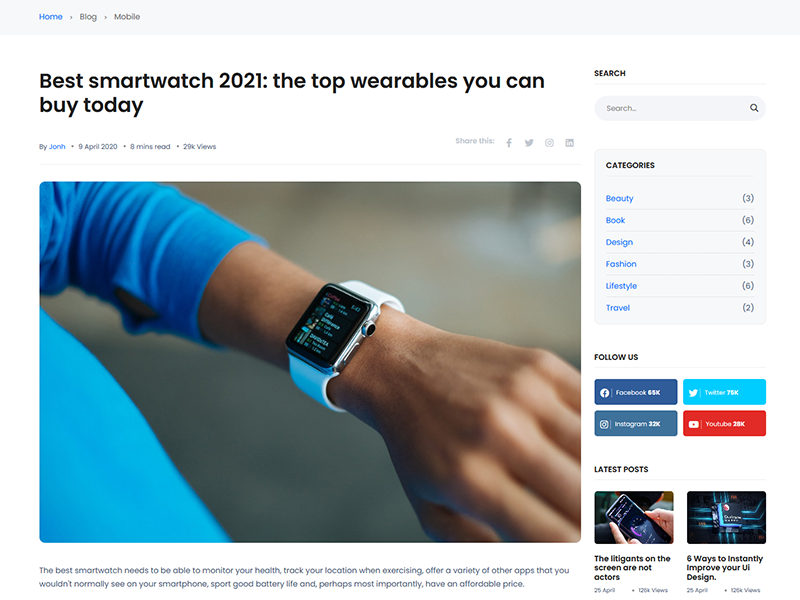 Home › Blog › Mobile
Best smartwatch 2021: the top wearables you can
buy today
By Jonh • 9 April 2020 • 8 mins read • 29k Views
Share this:
The best smartwatch needs to be able to monitor your health, track your location when exercising, offer a variety of other apps that you
wouldn't normally see on your smartphone, sport good battery life and, perhaps most importantly, have an affordable price.
SEARCH
Search...
CATEGORIES
Beauty (3)
Book (6)
Design (4)
Fashion (3)
Lifestyle (6)
Travel (2)
FOLLOW US
Facebook 65K
Twitter 75K
Instagram 32K
Youtube 28K
LATEST POSTS
The litigants on the
screen are not
actors
25 April • 126k Views
6 Ways to Instantly
Improve your Ui
Design.
25 April • 126k Views